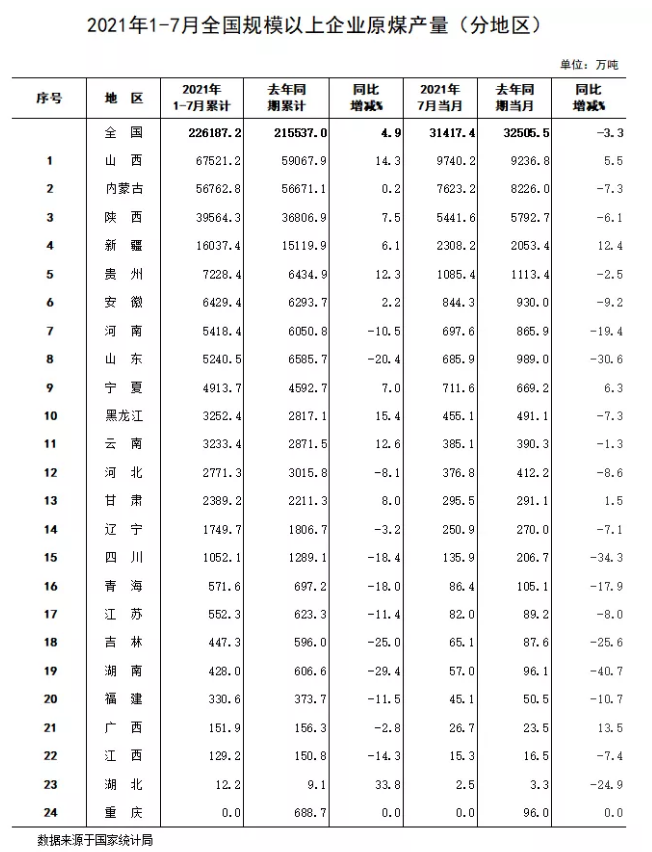 2021年1-7月全国规模以上企业原煤产量（分地区）
单位：万吨
序号 地 区 2021年1-7月累计 去年同期累计 同比增减% 2021年7月当月 去年同期当月 同比增减%
全 国 226187.2 215537.0 4.9 31417.4 32505.5 -3.3
1 山 西 67521.2 59067.9 14.3 9740.2 9236.8 5.5
2 内蒙古 56762.8 56671.1 0.2 7623.2 8226.0 -7.3
3 陕 西 39564.3 36806.9 7.5 5441.6 5792.7 -6.1
4 新 疆 16037.4 15119.9 6.1 2308.2 2053.4 12.4
5 贵 州 7228.4 6434.9 12.3 1085.4 1113.4 -2.5
6 安 徽 6429.4 6293.7 2.2 844.3 930.0 -9.2
7 河 南 5418.4 6050.8 -10.5 697.6 865.9 -19.4
8 山 东 5240.5 6585.7 -20.4 685.9 989.0 -30.6
9 宁 夏 4913.7 4592.7 7.0 711.6 669.2 6.3
10 黑龙江 3252.4 2817.1 15.4 455.1 491.1 -7.3
11 云 南 3233.4 2871.5 12.6 385.1 390.3 -1.3
12 河 北 2771.3 3015.8 -8.1 376.8 412.2 -8.6
13 甘 肃 2389.2 2211.3 8.0 295.5 291.1 1.5
14 辽 宁 1749.7 1806.7 -3.2 250.9 270.0 -7.1
15 四 川 1052.1 1289.1 -18.4 135.9 206.7 -34.3
16 青 海 571.6 697.2 -18.0 86.4 105.1 -17.9
17 江 苏 552.3 623.3 -11.4 82.0 89.2 -8.0
18 吉 林 447.3 596.0 -25.0 65.1 87.6 -25.6
19 湖 南 428.0 606.6 -29.4 57.0 96.1 -40.7
20 福 建 330.6 373.7 -11.5 45.1 50.5 -10.7
21 广 西 151.9 156.3 -2.8 26.7 23.5 13.5
22 江 西 129.2 150.8 -14.3 15.3 16.5 -7.4
23 湖 北 12.2 9.1 33.8 2.5 3.3 -24.9
24 重 庆 0.0 688.7 0.0 0.0 96.0 0.0
数据来源于国家统计局